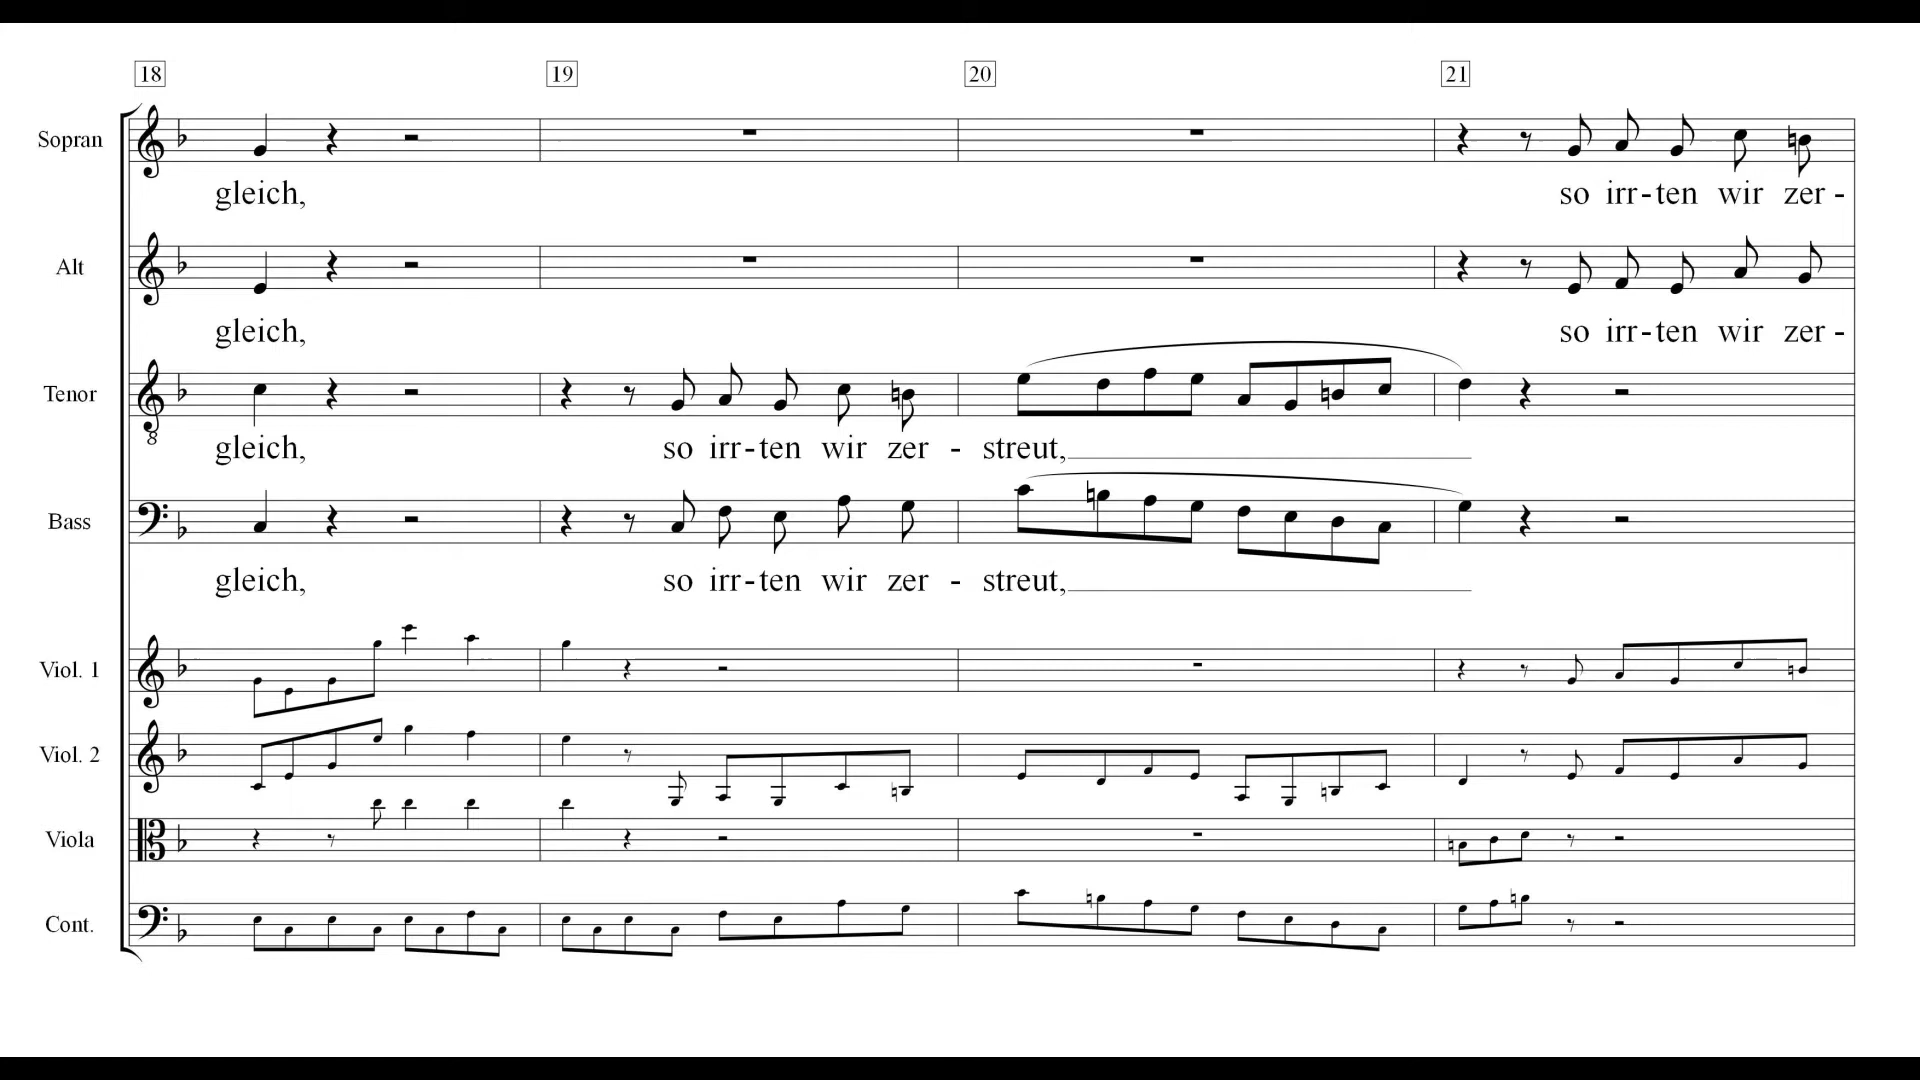 18 19 20 21
Sopran
gleich, so irr-ten wir zer-
Alt
gleich, so irr-ten wir zer-
Tenor
8
gleich, so irr-ten wir zer - streut,
Bass
gleich, so irr-ten wir zer - streut,
Viol. 1
Viol. 2
Viola
Cont.